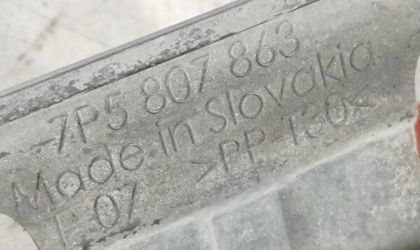 7P5 807 863
Made in Slovakia
F 07 >PP-T30<